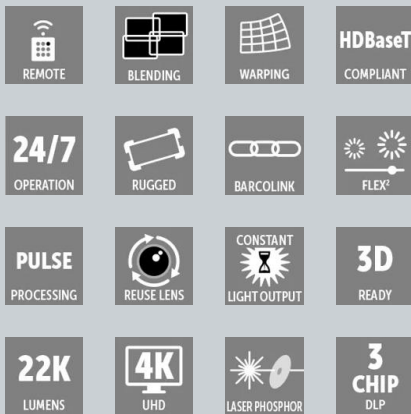 REMOTE
BLENDING
WARPING
HDBaseT
COMPLIANT
24/7
OPERATION
RUGGED
BARCOLINK
FLEX²
PULSE
PROCESSING
REUSE LENS
CONSTANT
LIGHT OUTPUT
3D
READY
22K
LUMENS
4K
UHD
LASER PHOSPHOR
3
CHIP
DLP